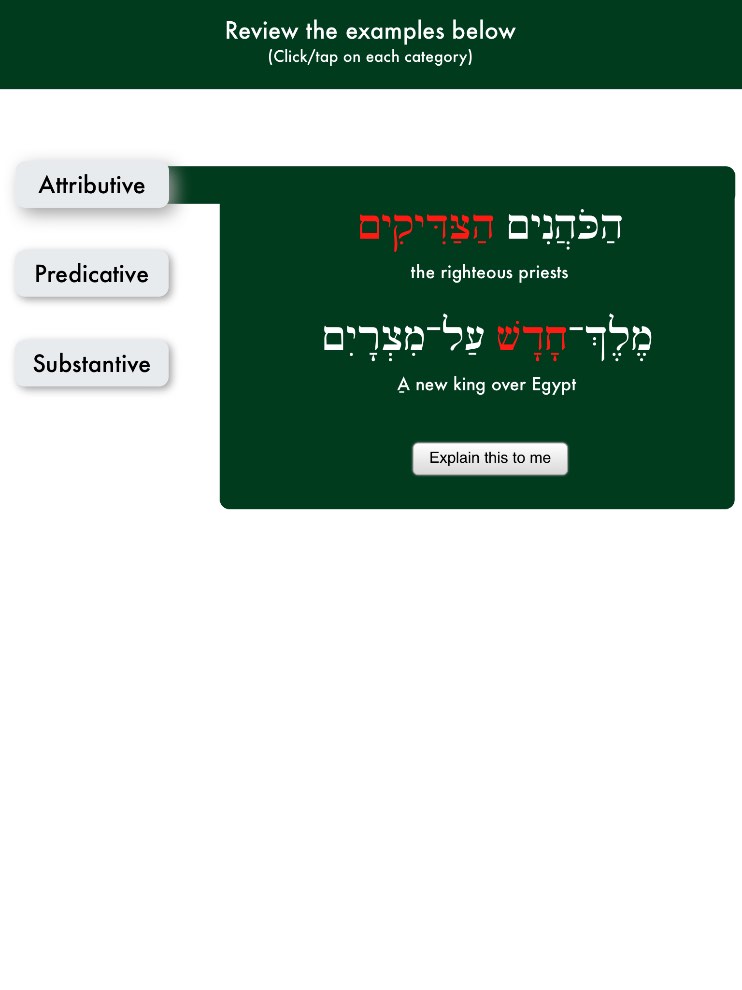 Review the examples below
(Click/tap on each category)
Attributive
הַכֹּהֲנִים הַצַּדִּיקִים
the righteous priests
Predicative
מֶלֶךְ־חָדָשׁ עַל־מִצְרָיִם
A new king over Egypt
Substantive
Explain this to me